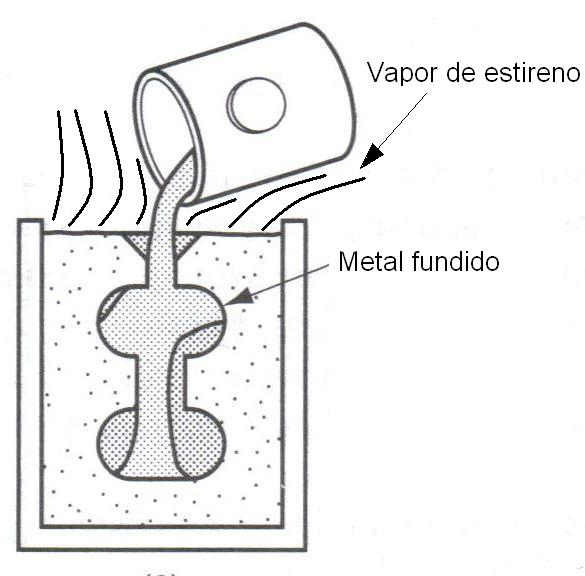 Vapor de estireno
Metal fundido